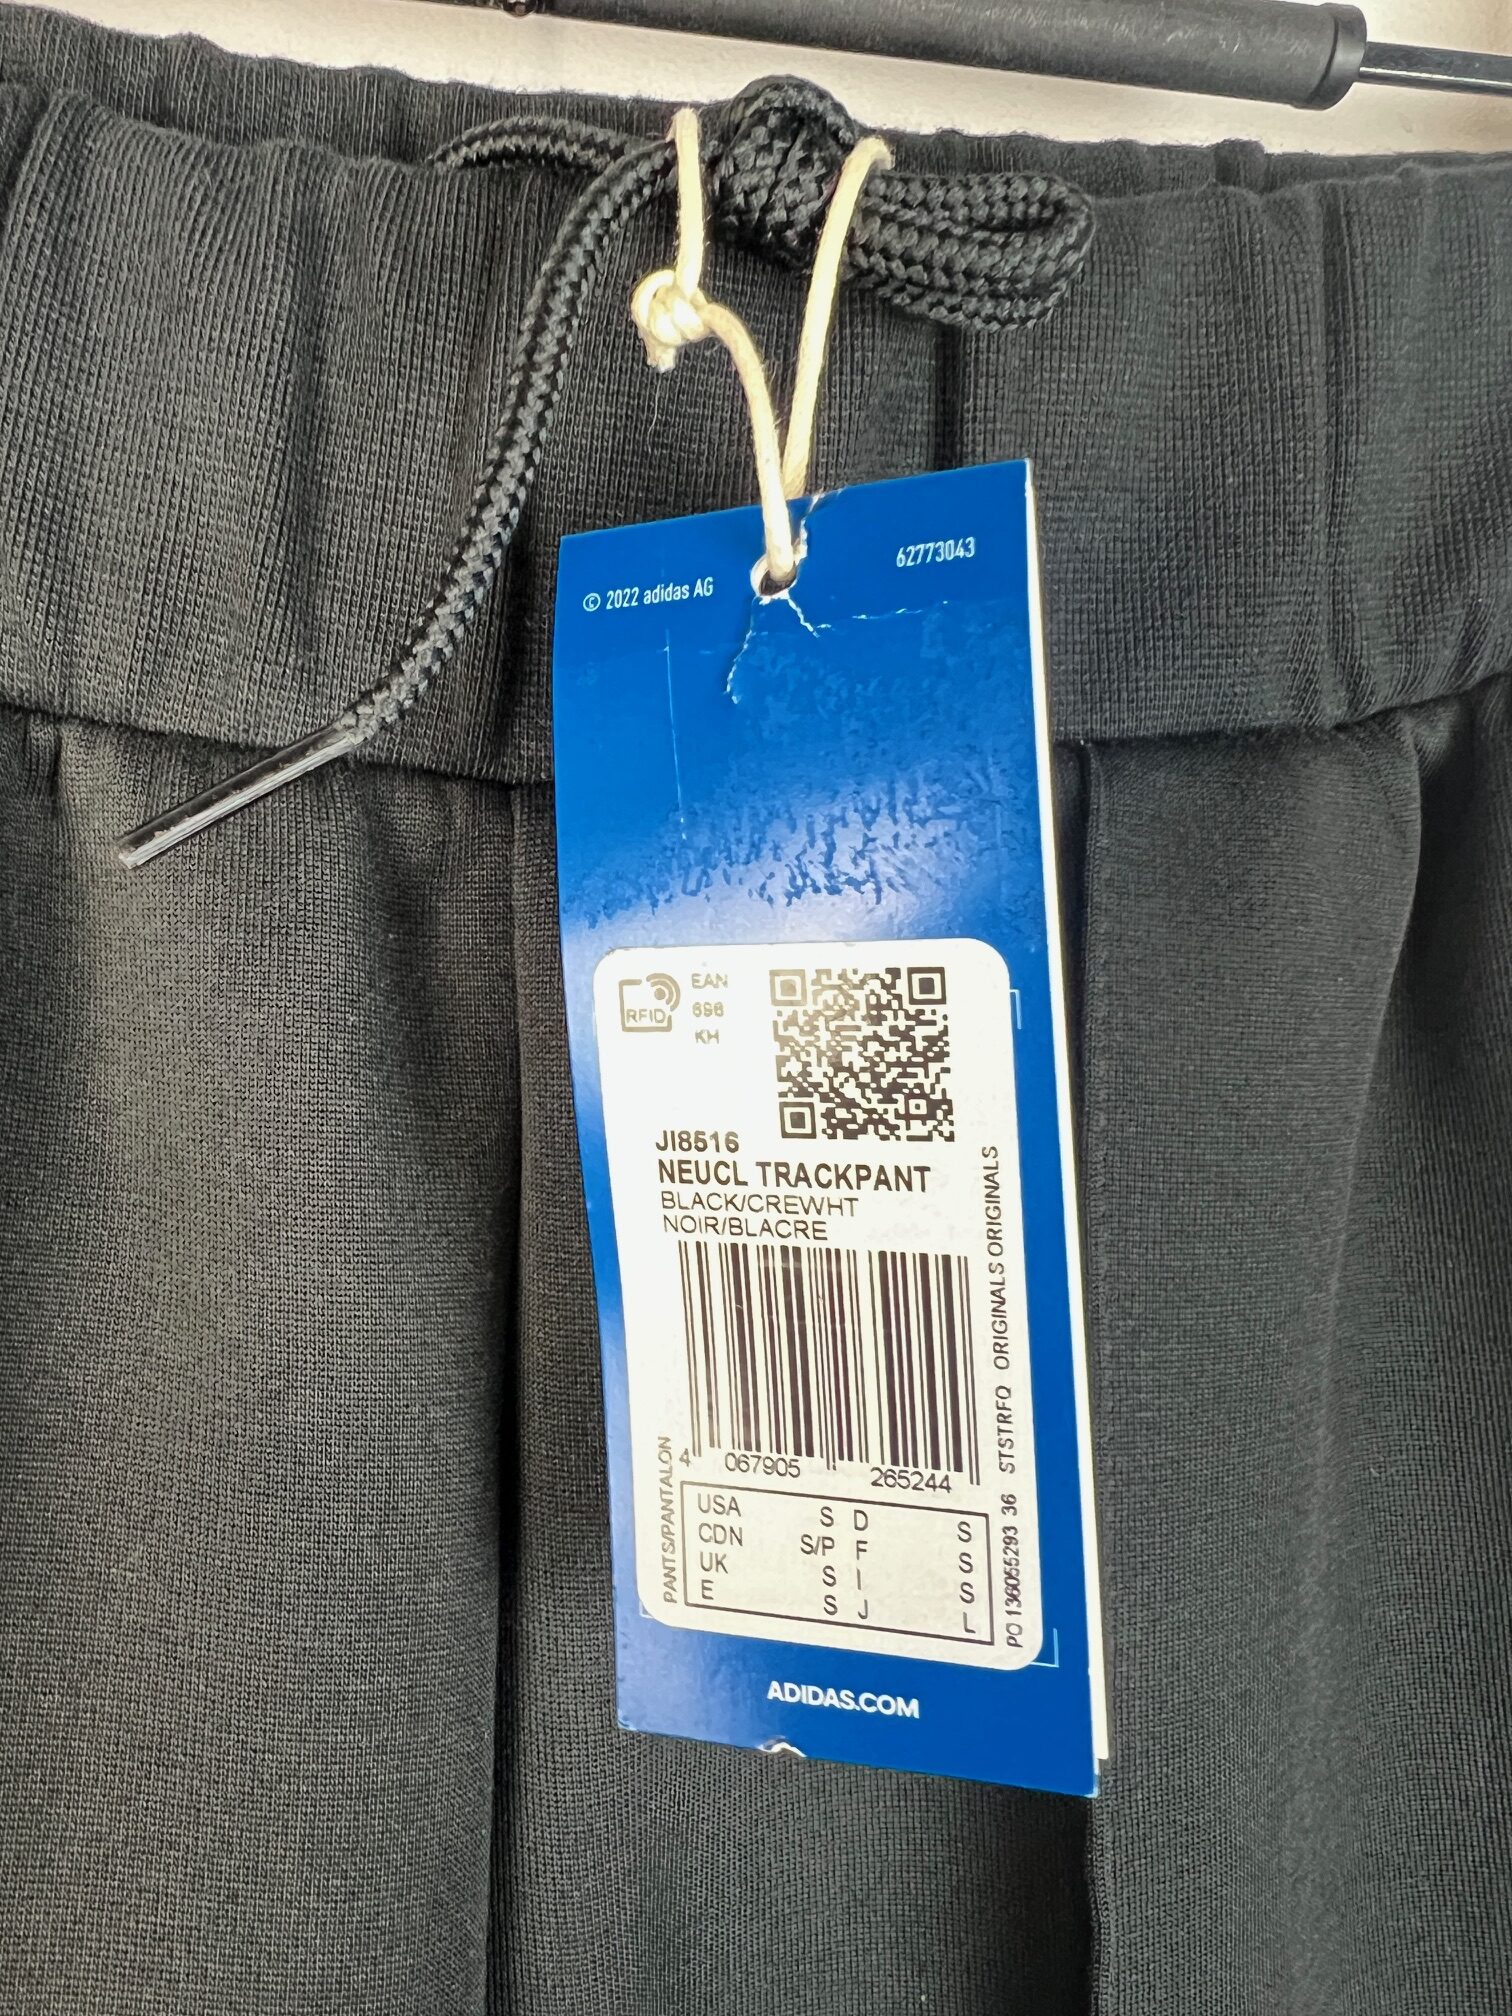 © 2022 adidas AG
62773043
RFID
EAN
696
KH
JI8516
NEUCL TRACKPANT
BLACK/CREWHT
NOIR/BLACRE
4 067905 265244
PANTS/PANTALON
USA S D S
CDN S/P F S
UK S I S
E S J L
PO 136055293 36 STSTRFQ ORIGINALS ORIGINALS
ADIDAS.COM